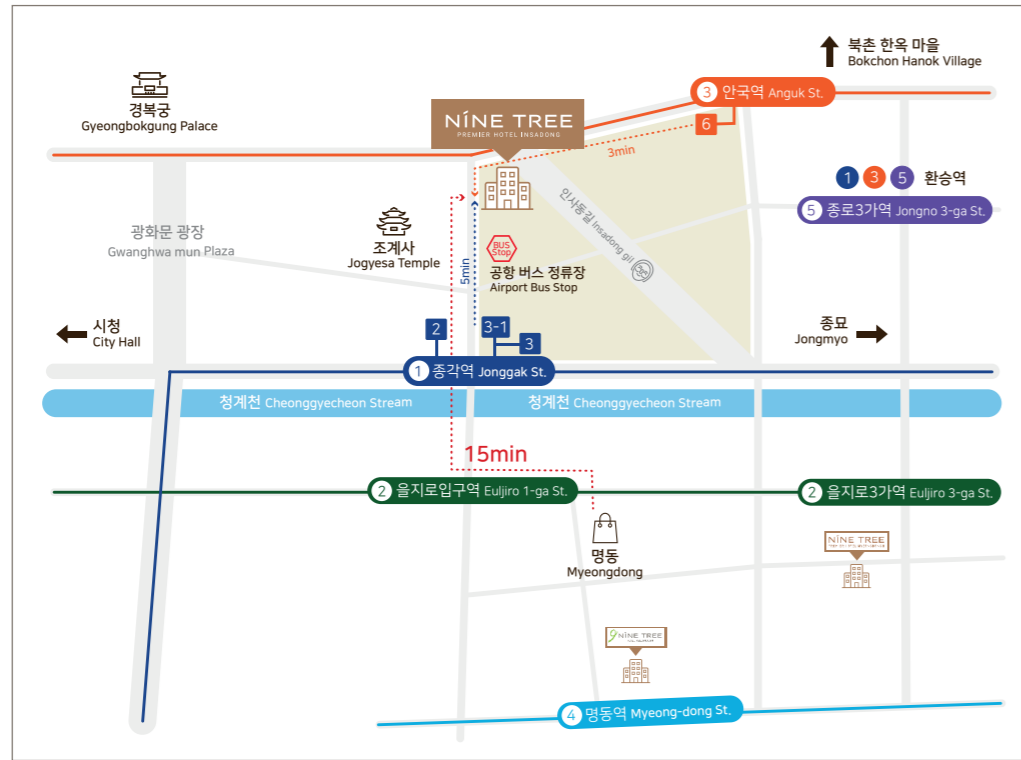 북촌 한옥 마을
Bokchon Hanok Village
3 안국역 Anguk St.
경복궁
Gyeongbokgung Palace
NINE TREE
PREMIER HOTEL INSADONG
6
3min
1 3 5 환승역
5 종로3가역 Jongno 3-ga St.
인사동길 Insadong gil
광화문 광장
Gwanghwa mun Plaza
조계사
Jogyesa Temple
BUS
Stop
공항 버스 정류장
Airport Bus Stop
5min
시청
City Hall
2
3-1
3
종묘
Jongmyo
1 종각역 Jonggak St.
청계천 Cheonggyecheon Stream
청계천 Cheonggyecheon Stream
15min
2 을지로입구역 Euljiro 1-ga St.
2 을지로3가역 Euljiro 3-ga St.
명동
Myeongdong
NINE TREE
NINE TREE
4 명동역 Myeong-dong St.